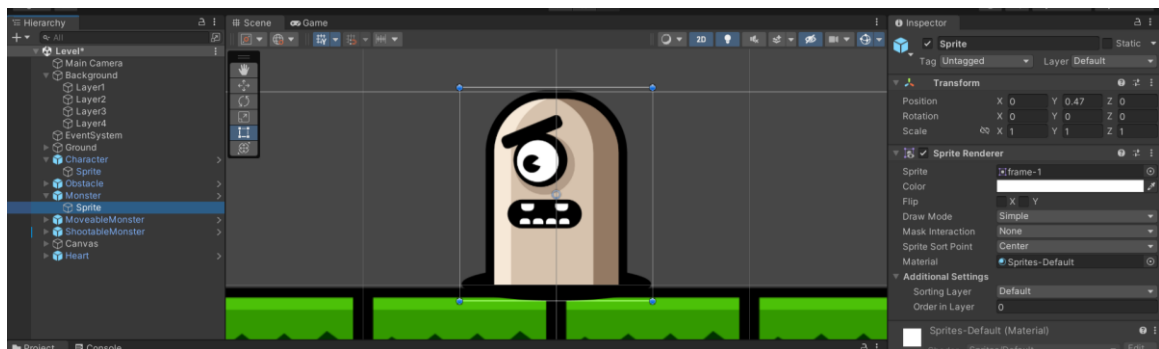 Hierarchy
All
Level*
Main Camera
Background
Layer1
Layer2
Layer3
Layer4
EventSystem
Ground
Character
Sprite
Obstacle
Monster
Sprite
MoveableMonster
ShootableMonster
Canvas
Heart
Scene Game
2D
Inspector
Sprite Static
Tag Untagged Layer Default
Transform
Position X 0 Y 0.47 Z 0
Rotation X 0 Y 0 Z 0
Scale X 1 Y 1 Z 1
Sprite Renderer
Sprite frame-1
Color
Flip X Y
Draw Mode Simple
Mask Interaction None
Sprite Sort Point Center
Material Sprites-Default
Additional Settings
Sorting Layer Default
Order in Layer 0
Sprites-Default (Material)
Shader Sprites/Default Edit
Project Console